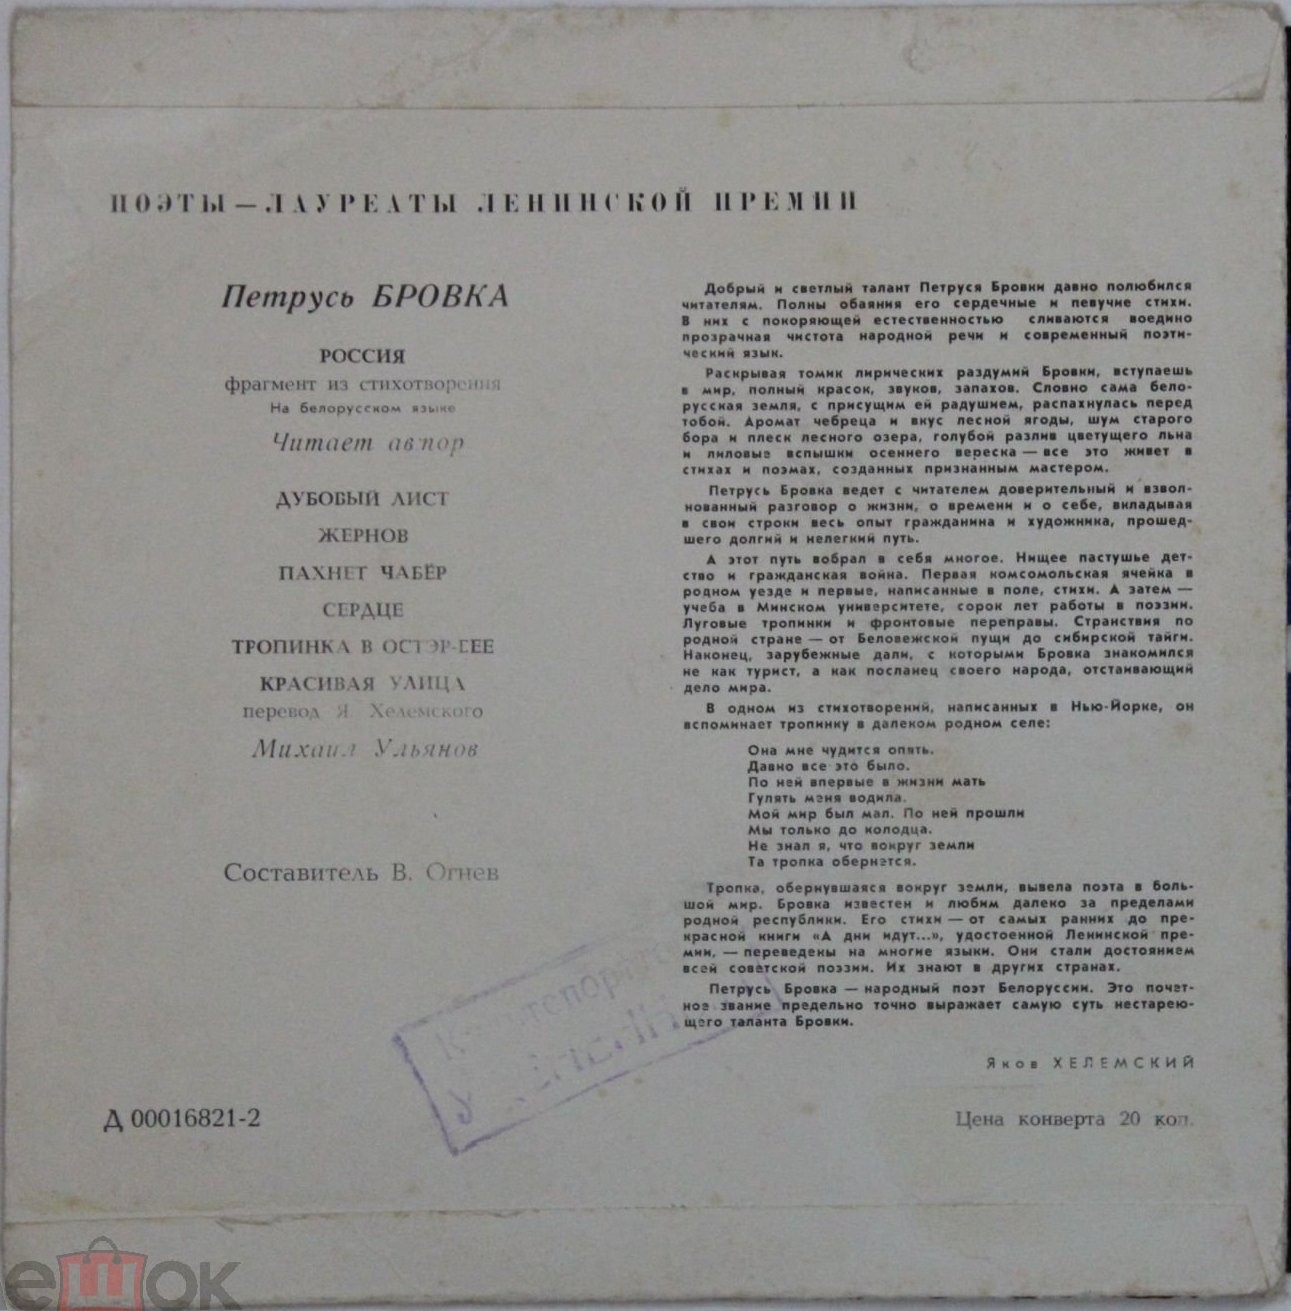 ПОЭТЫ — ЛАУРЕАТЫ ЛЕНИНСКОЙ ПРЕМИИ
Петрусь БРОВКА
РОССИЯ
фрагмент из стихотворения
На белорусском языке
Читает автор
ДУБОВЫЙ ЛИСТ
ЖЕРНОВ
ПАХНЕТ ЧАБЁР
СЕРДЦЕ
ТРОПИНКА В ОСТЭР-БЕЕ
КРАСИВАЯ УЛИЦА
перевод Я. Хелемского
Михаил Ульянов
Составитель В. Огнев
Д 00016821-2
Добрый и светлый талант Петруся Бровки давно полюбился
читателям. Полны обаяния его сердечные и певучие стихи.
В них с покоряющей естественностью сливаются воедино
прозрачная чистота народной речи и современный поэти-
ческий язык.
Раскрывая томик лирических раздумий Бровки, вступаешь
в мир, полный красок, звуков, запахов. Словно сама бело-
русская земля, с присущим ей радушием, распахнулась перед
тобой. Аромат чебреца и вкус лесной ягоды, шум старого
бора и плеск лесного озера, голубой разлив цветущего льна
и лиловые вспышки осеннего вереска — все это живет в
стихах и поэмах, созданных признанным мастером.
Петрусь Бровка ведет с читателем доверительный и взвол-
нованный разговор о жизни, о времени и о себе, вкладывая
в свои строки весь опыт гражданина и художника, прошед-
шего долгий и нелегкий путь.
А этот путь вобрал в себя многое. Нищее пастушье дет-
ство и гражданская война. Первая комсомольская ячейка в
родном уезде и первые, написанные в поле, стихи. А затем —
учеба в Минском университете, сорок лет работы в поэзии.
Луговые тропинки и фронтовые переправы. Странствия по
родной стране — от Беловежской пущи до сибирской тайги.
Наконец, зарубежные дали, с которыми Бровка знакомился
не как турист, а как посланец своего народа, отстаивающий
дело мира.
В одном из стихотворений, написанных в Нью-Йорке, он
вспоминает тропинку в далеком родном селе:
Она мне чудится опять.
Давно все это было.
По ней впервые в жизни мать
Гулять меня водила.
Мой мир был мал. По ней прошли
Мы только до колодца.
Не знал я, что вокруг земли
Та тропка обернется.
Тропка, обернувшаяся вокруг земли, вывела поэта в боль-
шой мир. Бровка известен и любим далеко за пределами
родной республики. Его стихи — от самых ранних до пре-
красной книги «А дни идут...», удостоенной Ленинской пре-
мии, — переведены на многие языки. Они стали достоянием
всей советской поэзии. Их знают в других странах.
Петрусь Бровка — народный поэт Белоруссии. Это почет-
ное звание предельно точно выражает самую суть нестарею-
щего таланта Бровки.
Яков ХЕЛЕМСКИЙ
Цена конверта 20 коп.
ешок